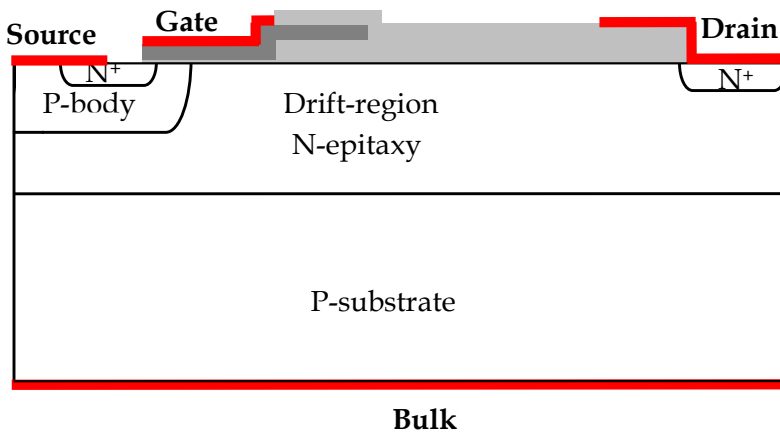 Gate
Source
Drain
N+
N+
P-body
Drift-region
N-epitaxy
P-substrate
Bulk